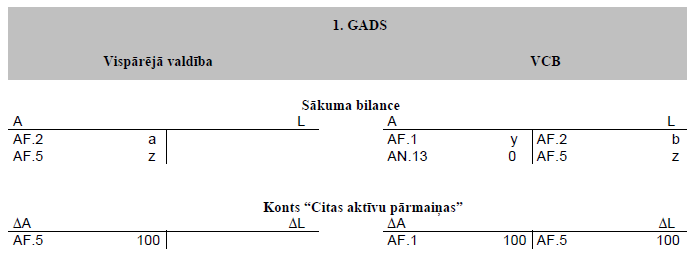 1. GADS
Vispārējā valdība VCB
Sākuma bilance
A L A L
AF.2 a AF.1 y AF.2 b
AF.5 z AN.13 0 AF.5 z
Konts “Citas aktīvu pārmaiņas”
ΔA ΔL ΔA ΔL
AF.5 100 AF.1 100 AF.5 100